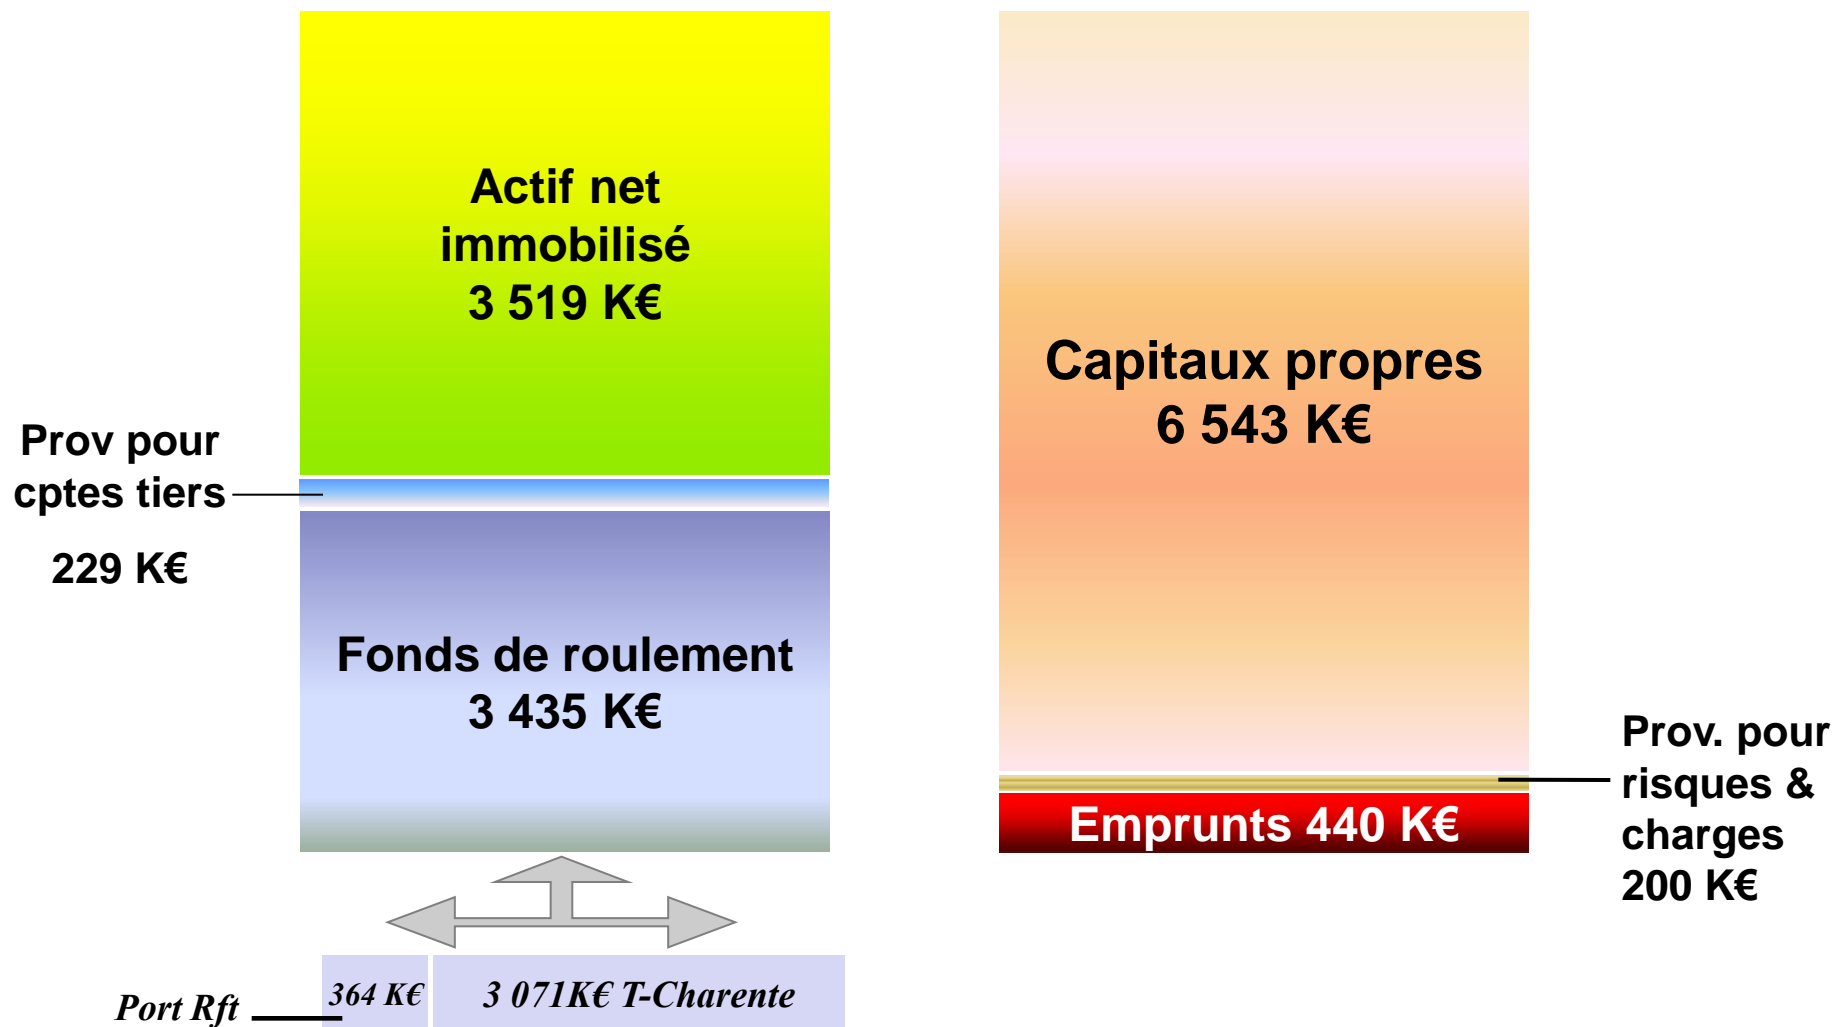 Actif net
immobilisé
3 519 K€
Prov pour
cptes tiers
229 K€
Fonds de roulement
3 435 K€
364 K€
3 071K€ T-Charente
Port Rft
Capitaux propres
6 543 K€
Emprunts 440 K€
Prov. pour
risques &
charges
200 K€